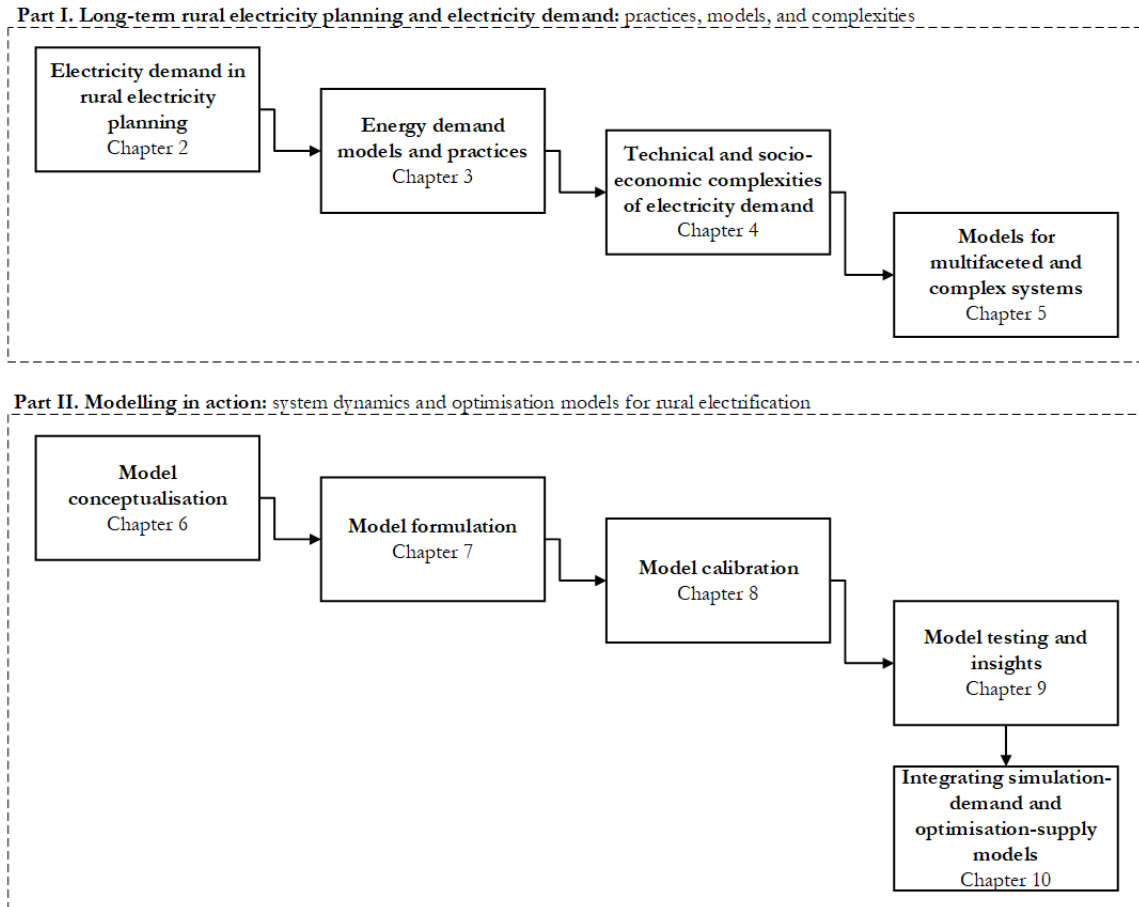 Part I. Long-term rural electricity planning and electricity demand: practices, models, and complexities
Electricity demand in
rural electricity
planning
Chapter 2
Energy demand
models and practices
Chapter 3
Technical and socio-
economic complexities
of electricity demand
Chapter 4
Models for
multifaceted and
complex systems
Chapter 5
Part II. Modelling in action: system dynamics and optimisation models for rural electrification
Model
conceptualisation
Chapter 6
Model formulation
Chapter 7
Model calibration
Chapter 8
Model testing and
insights
Chapter 9
Integrating simulation-
demand and
optimisation-supply
models
Chapter 10